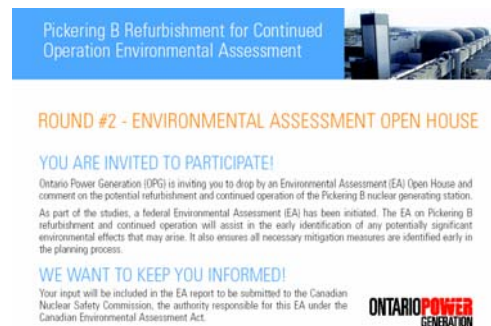 Pickering B Refurbishment for Continued
Operation Environmental Assessment
ROUND #2 - ENVIRONMENTAL ASSESSMENT OPEN HOUSE
YOU ARE INVITED TO PARTICIPATE!
Ontario Power Generation (OPG) is inviting you to drop by an Environmental Assessment (EA) Open House and
comment on the potential refurbishment and continued operation of the Pickering B nuclear generating station.
As part of the studies, a federal Environmental Assessment (EA) has been initiated. The EA on Pickering B
refurbishment and continued operation will assist in the early identification of any potentially significant
environmental effects that may arise. It also ensures all necessary mitigation measures are identified early in
the planning process.
WE WANT TO KEEP YOU INFORMED!
Your input will be included in the EA report to be submitted to the Canadian
Nuclear Safety Commission, the authority responsible for this EA under the
Canadian Environmental Assessment Act.
ONTARIOPOWER
GENERATION